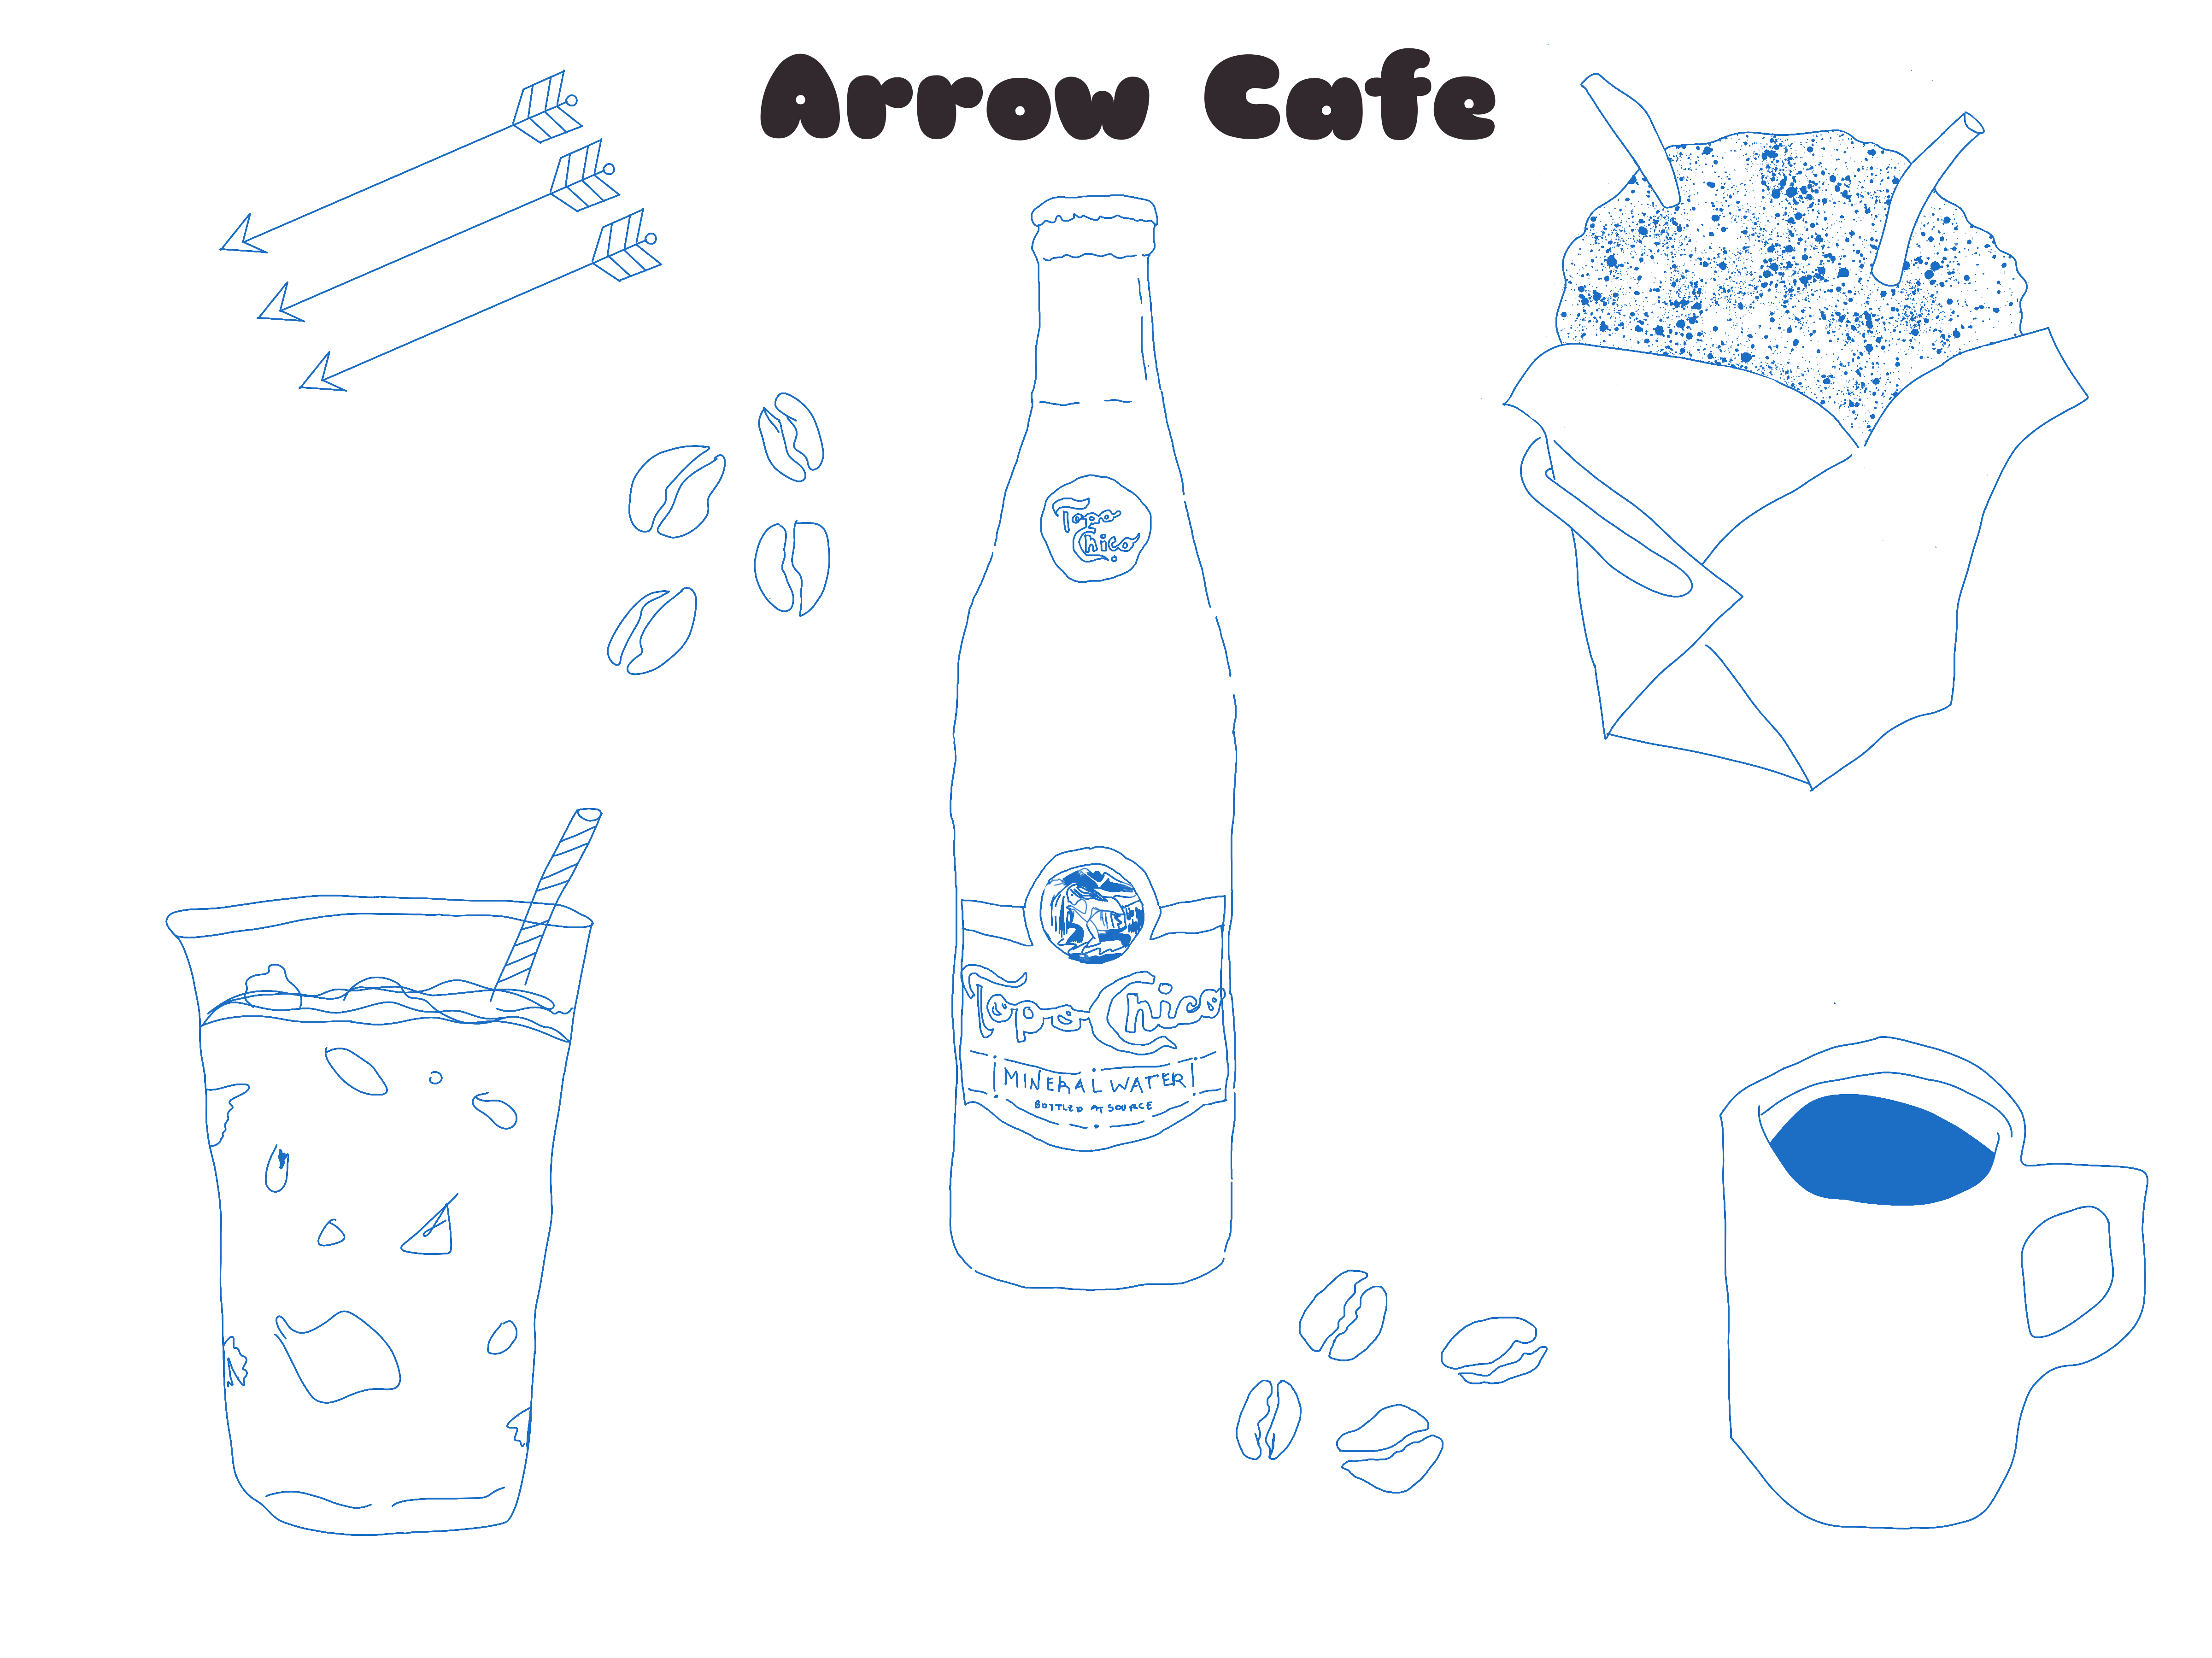 Arrow Cafe
Topo
Chico
Topo Chico
MINERAL WATER
BOTTLED AT SOURCE